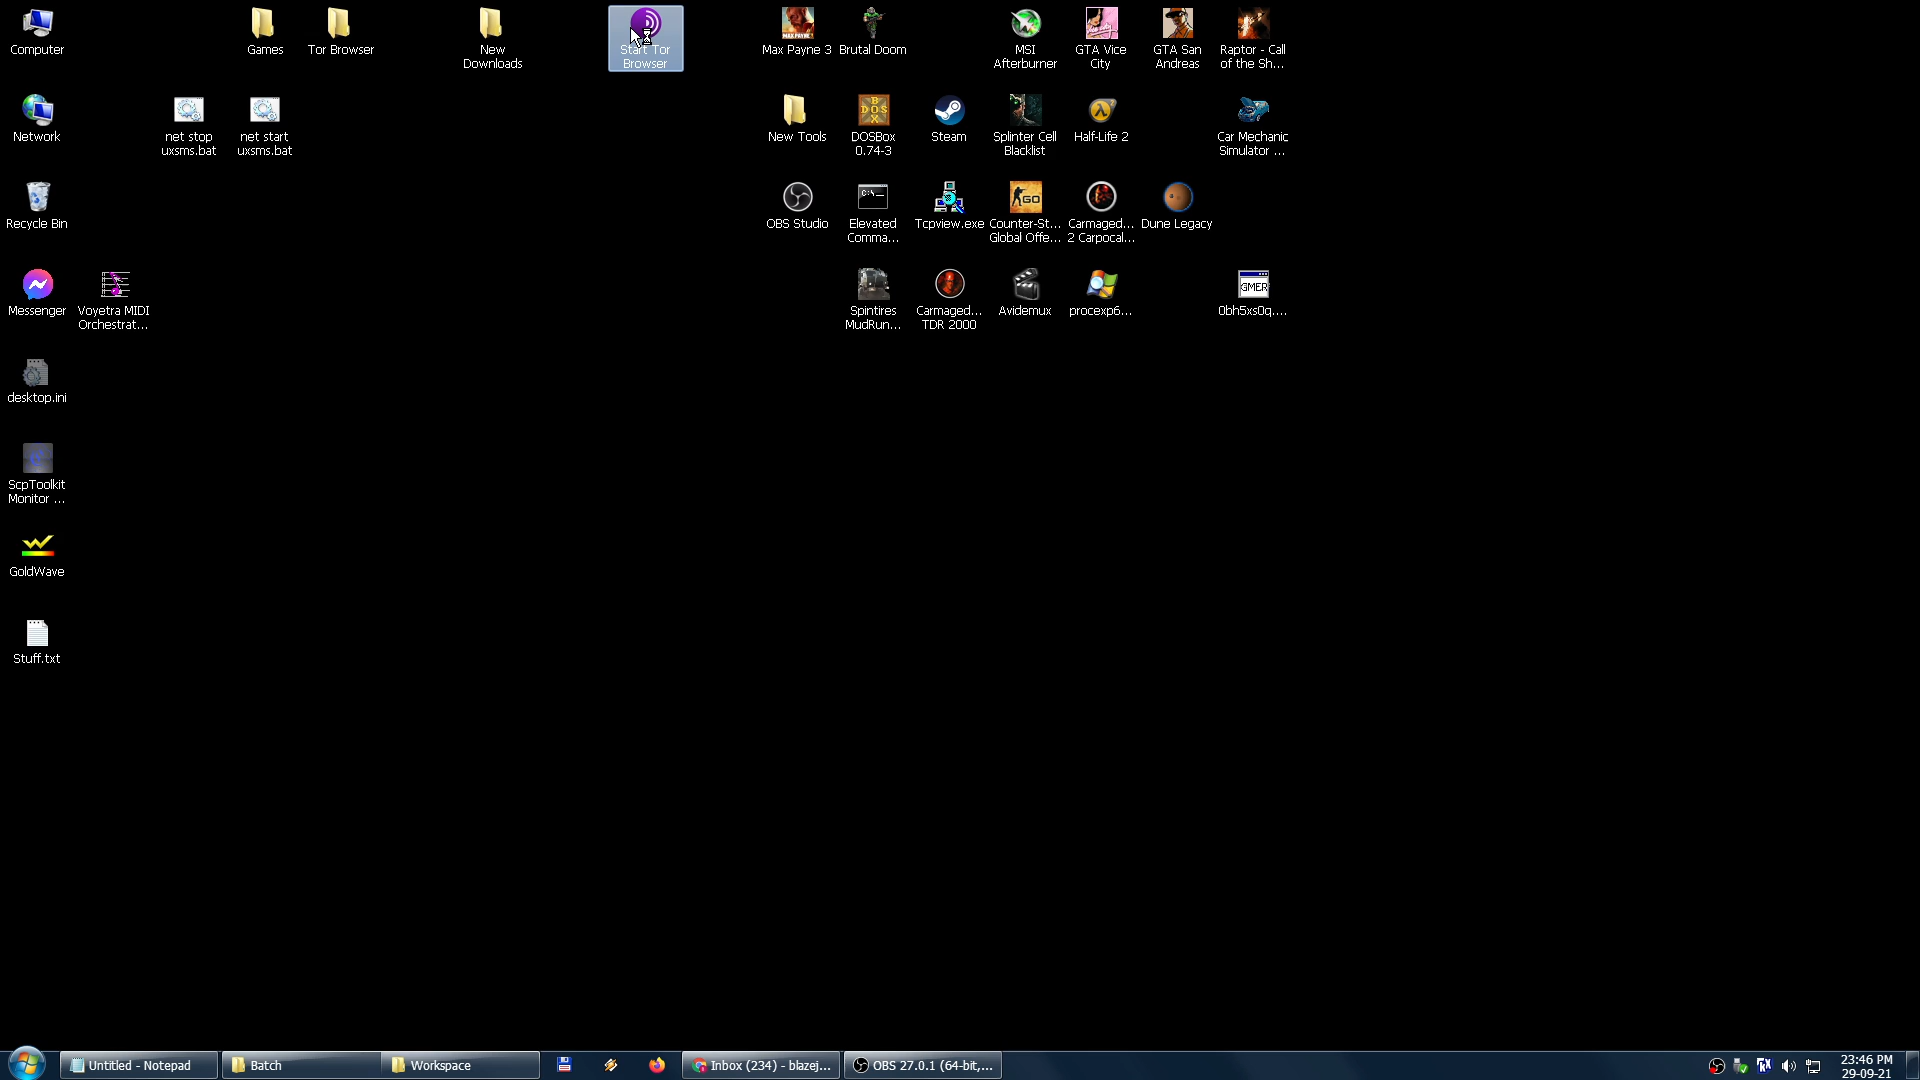 Computer
Games
Tor Browser
New
Downloads
Start Tor
Browser
Max Payne 3
Brutal Doom
MSI
Afterburner
GTA Vice
City
GTA San
Andreas
Raptor - Call
of the Sh...
Network
net stop
uxsms.bat
net start
uxsms.bat
New Tools
DOSBox
0.74-3
Steam
Splinter Cell
Blacklist
Half-Life 2
Car Mechanic
Simulator ...
Recycle Bin
OBS Studio
Elevated
Comma...
Tcpview.exe
Counter-St...
Global Offe...
Carmaged...
2 Carpocal...
Dune Legacy
Messenger
Voyetra MIDI
Orchestrat...
Spintires
MudRun...
Carmaged...
TDR 2000
Avidemux
procexp6...
GMER
0bh5xs0q....
desktop.ini
ScpToolkit
Monitor ...
GoldWave
Stuff.txt
Untitled - Notepad
Batch
Workspace
Inbox (234) - blazej...
OBS 27.0.1 (64-bit,...
23:46 PM
29-09-21